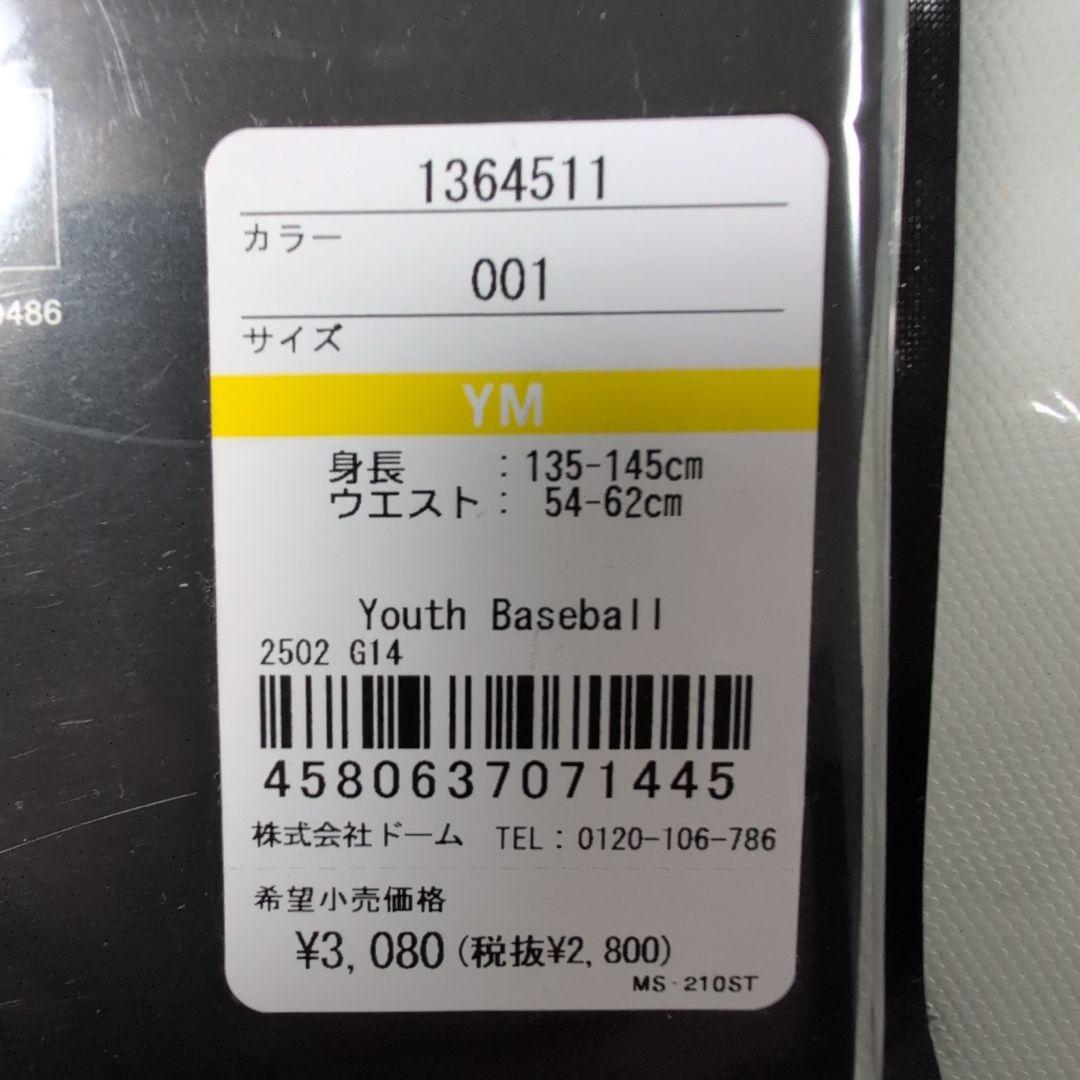 1364511
カラー
001
サイズ
YM
身長 : 135-145cm
ウエスト : 54-62cm
Youth Baseball
2502 G14
4580637071445
株式会社ドーム TEL : 0120-106-786
希望小売価格
¥3,080 (税抜¥2,800)
MS-210ST
486